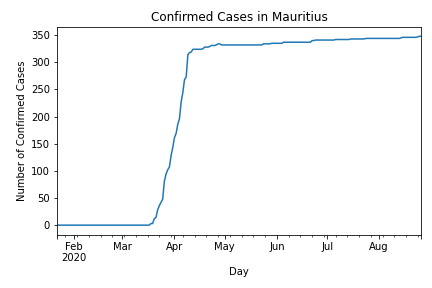 Confirmed Cases in Mauritius
350
300
250
200
150
100
50
0
Number of Confirmed Cases
Feb Mar Apr May Jun Jul Aug
2020
Day